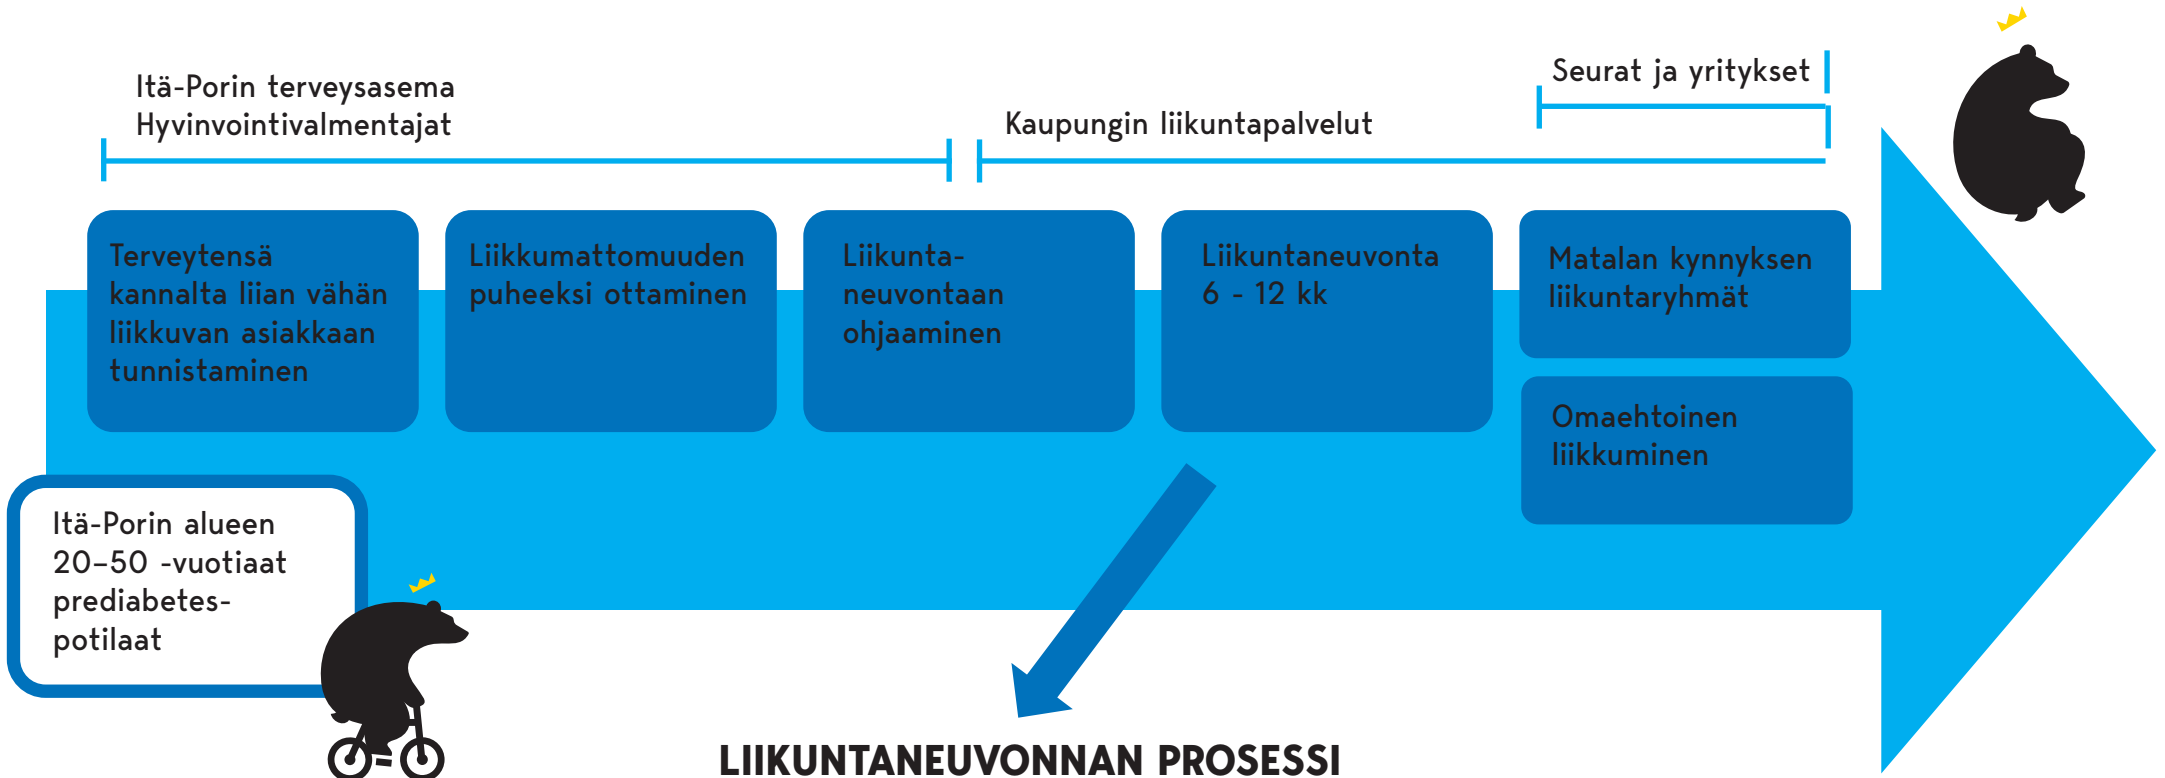 Itä-Porin terveysasema
Hyvinvointivalmentajat
Kaupungin liikuntapalvelut
Seurat ja yritykset
Terveytensä
kannalta liian vähän
liikkuvan asiakkaan
tunnistaminen
Liikkumattomuuden
puheeksi ottaminen
Liikunta-
neuvontaan
ohjaaminen
Liikuntaneuvonta
6 - 12 kk
Matalan kynnyksen
liikuntaryhmät
Omaehtoinen
liikkuminen
Itä-Porin alueen
20–50 -vuotiaat
prediabetes-
potilaat
LIIKUNTANEUVONNAN PROSESSI